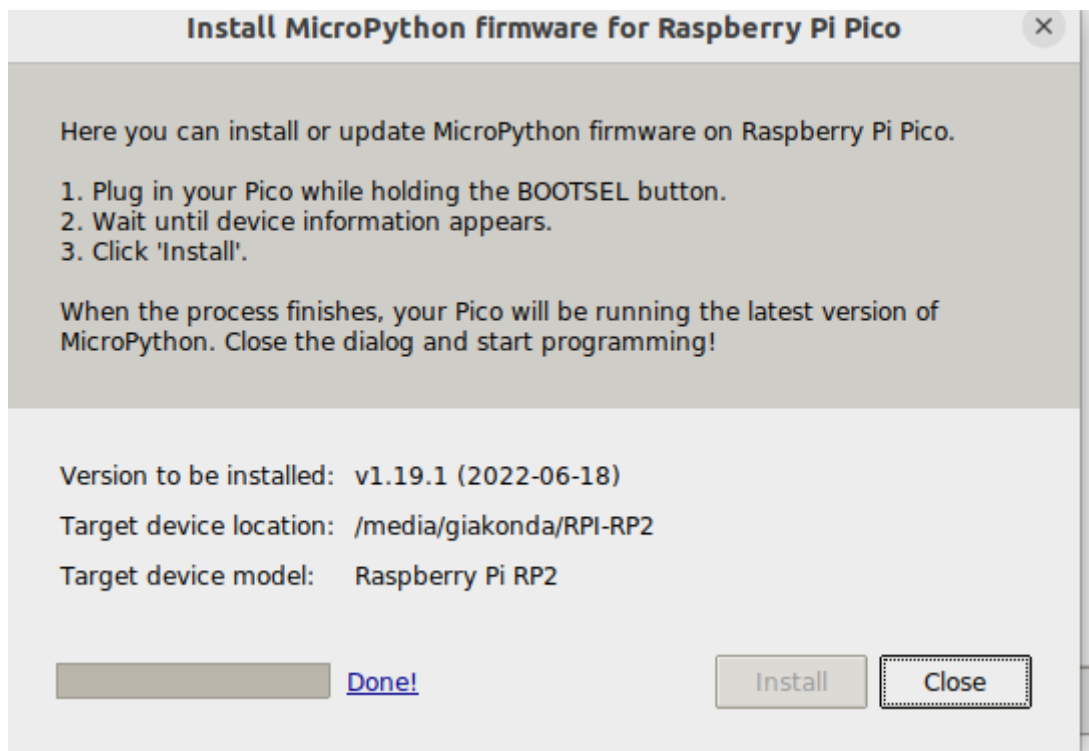 Install MicroPython firmware for Raspberry Pi Pico
Here you can install or update MicroPython firmware on Raspberry Pi Pico.
1. Plug in your Pico while holding the BOOTSEL button.
2. Wait until device information appears.
3. Click 'Install'.
When the process finishes, your Pico will be running the latest version of
MicroPython. Close the dialog and start programming!
Version to be installed: v1.19.1 (2022-06-18)
Target device location: /media/giakonda/RPI-RP2
Target device model: Raspberry Pi RP2
Done! Install Close